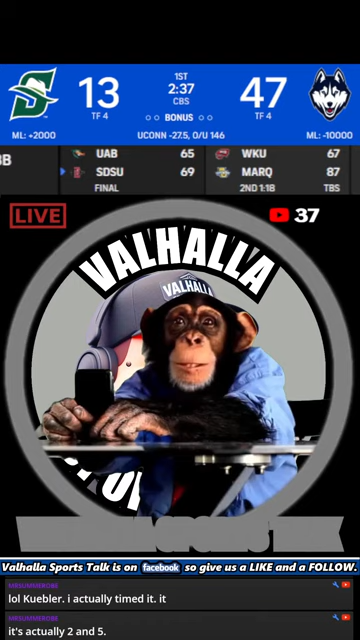 1ST
S 13 2:37 47
TF 4 CBS TF 4
BONUS
ML: +2000 UCONN -27.5, O/U 146 ML: -10000
UAB 65 WKU 67
SDSU 69 MARQ 87
FINAL 2ND 1:18 TBS
LIVE 37
VALHALLA
VALHALLA
Valhalla Sports Talk is on facebook so give us a LIKE and a FOLLOW.
MRSUMMEROBE
lol Kuebler. i actually timed it. it
MRSUMMEROBE
it's actually 2 and 5.